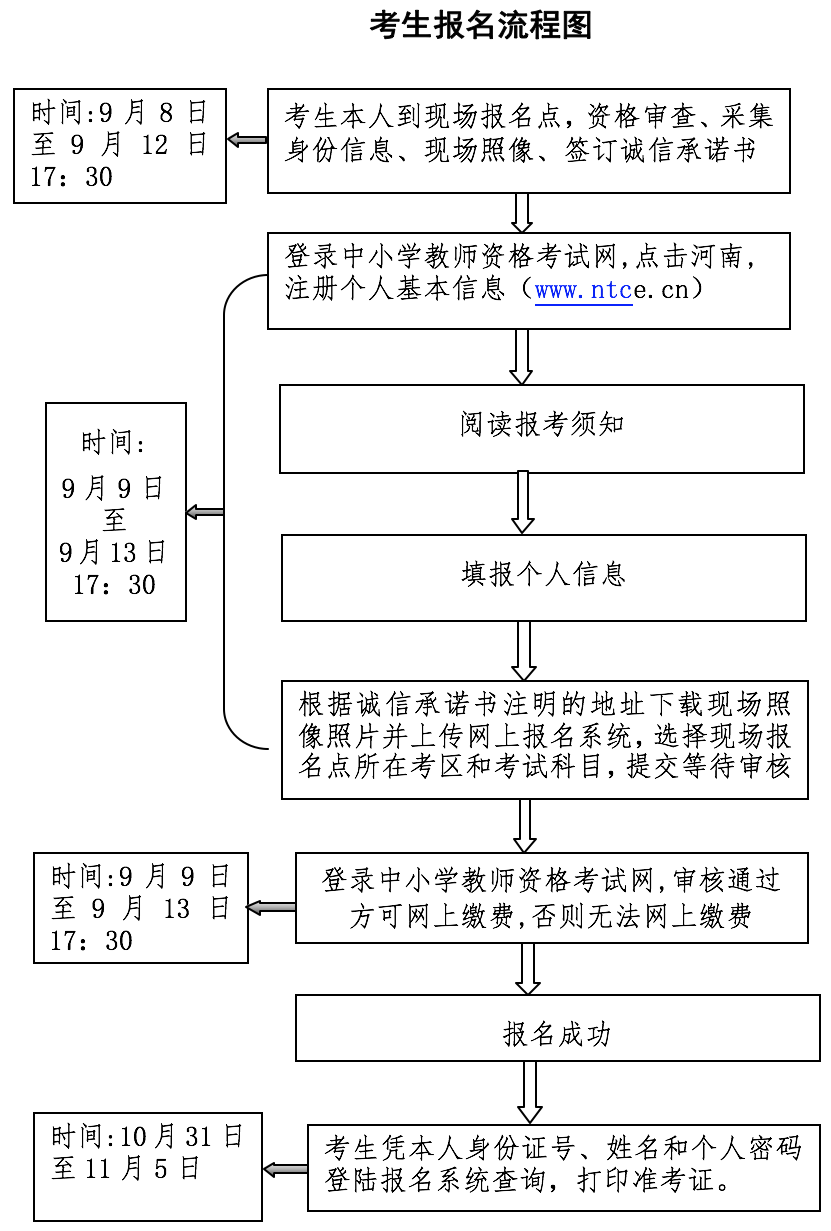 考生报名流程图
时间:9 月 8 日
至 9 月 12 日
17：30
考生本人到现场报名点，资格审查、采集
身份信息、现场照像、签订诚信承诺书
登录中小学教师资格考试网,点击河南,
注册个人基本信息（www.ntce.cn）
阅读报考须知
时间:
9 月 9 日
至
9月13日
17：30
填报个人信息
根据诚信承诺书注明的地址下载现场照
像照片并上传网上报名系统,选择现场报
名点所在考区和考试科目,提交等待审核
时间:9 月 9 日
至 9 月 13 日
17：30
登录中小学教师资格考试网,审核通过
方可网上缴费,否则无法网上缴费
报名成功
时间:10月31日
至11月5日
考生凭本人身份证号、姓名和个人密码
登陆报名系统查询，打印准考证。